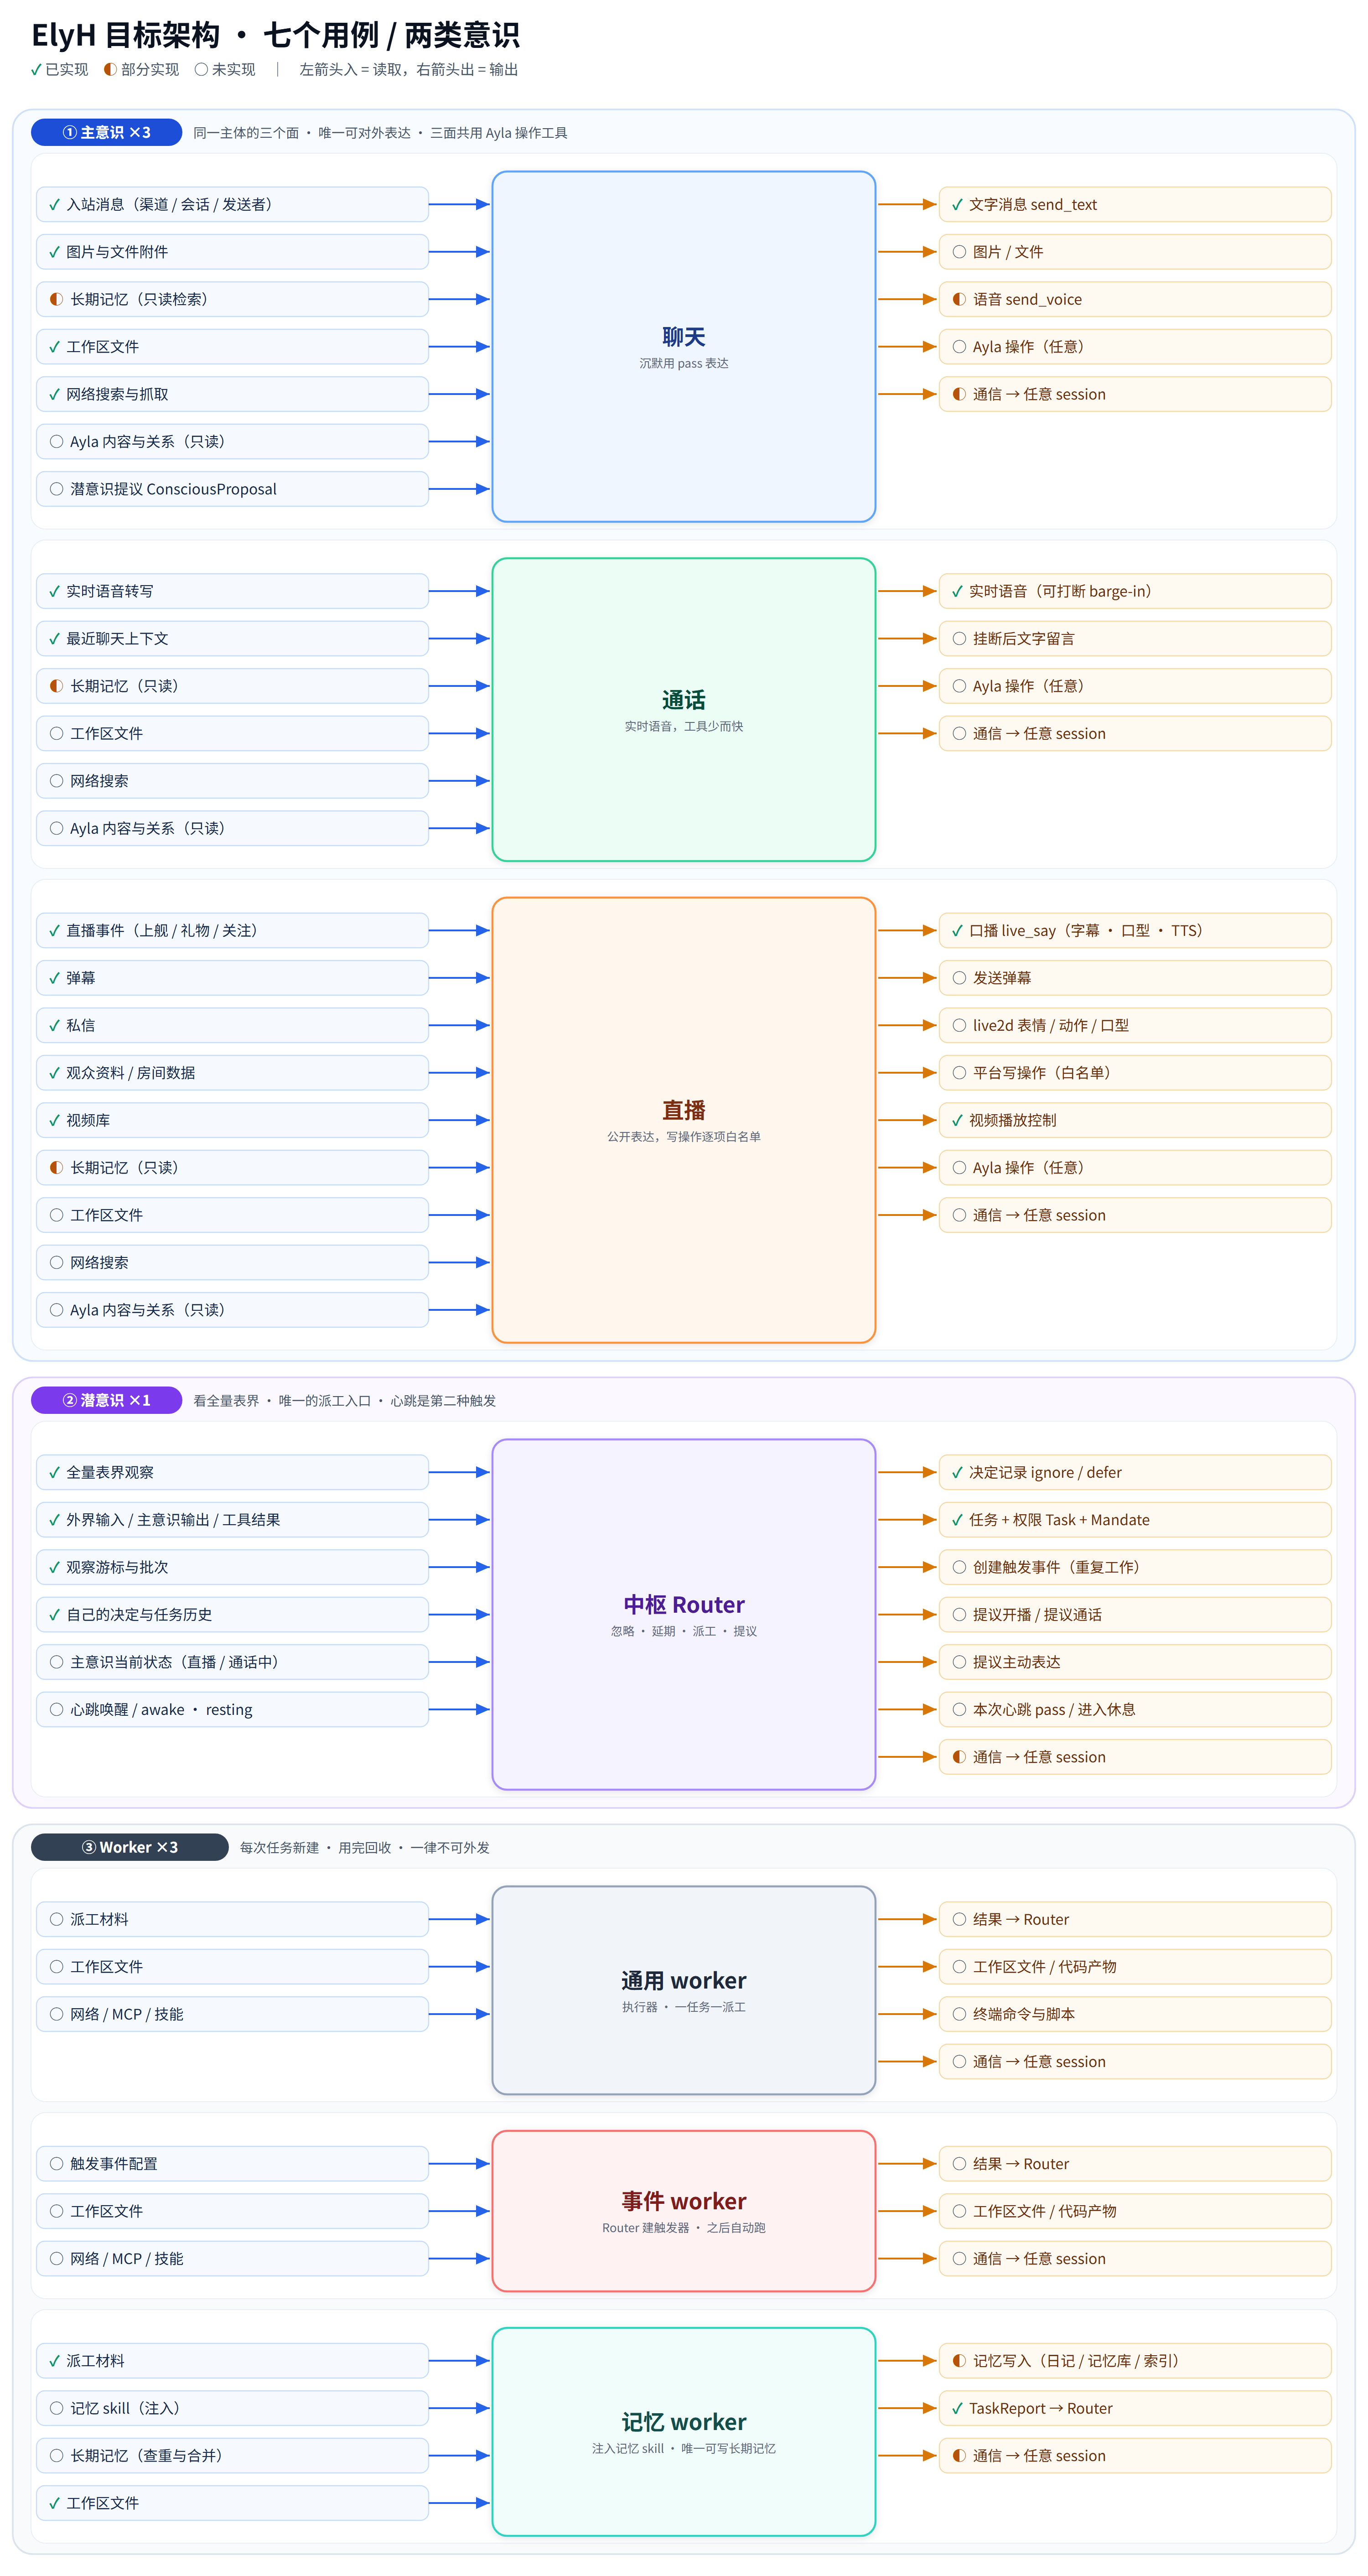 ElyH 目标架构 · 七个用例 / 两类意识
✓ 已实现 ◐ 部分实现 ○ 未实现 | 左箭头入 = 读取，右箭头出 = 输出
① 主意识 ×3 同一主体的三个面 · 唯一可对外表达 · 三面共用 Ayla 操作工具
✓ 入站消息（渠道 / 会话 / 发送者）
✓ 图片与文件附件
◐ 长期记忆（只读检索）
✓ 工作区文件
✓ 网络搜索与抓取
○ Ayla 内容与关系（只读）
○ 潜意识提议 ConsciousProposal
聊天
沉默用 pass 表达
✓ 文字消息 send_text
○ 图片 / 文件
◐ 语音 send_voice
○ Ayla 操作（任意）
◐ 通信 → 任意 session
✓ 实时语音转写
✓ 最近聊天上下文
◐ 长期记忆（只读）
○ 工作区文件
○ 网络搜索
○ Ayla 内容与关系（只读）
通话
实时语音，工具少而快
✓ 实时语音（可打断 barge-in）
○ 挂断后文字留言
○ Ayla 操作（任意）
○ 通信 → 任意 session
✓ 直播事件（上舰 / 礼物 / 关注）
✓ 弹幕
✓ 私信
✓ 观众资料 / 房间数据
✓ 视频库
◐ 长期记忆（只读）
○ 工作区文件
○ 网络搜索
○ Ayla 内容与关系（只读）
直播
公开表达，写操作逐项白名单
✓ 口播 live_say（字幕 · 口型 · TTS）
○ 发送弹幕
○ live2d 表情 / 动作 / 口型
○ 平台写操作（白名单）
✓ 视频播放控制
○ Ayla 操作（任意）
○ 通信 → 任意 session
② 潜意识 ×1 看全量表界 · 唯一的派工入口 · 心跳是第二种触发
✓ 全量表界观察
✓ 外界输入 / 主意识输出 / 工具结果
✓ 观察游标与批次
✓ 自己的决定与任务历史
○ 主意识当前状态（直播 / 通话中）
○ 心跳唤醒 / awake · resting
中枢 Router
忽略 · 延期 · 派工 · 提议
✓ 决定记录 ignore / defer
✓ 任务 + 权限 Task + Mandate
○ 创建触发事件（重复工作）
○ 提议开播 / 提议通话
○ 提议主动表达
○ 本次心跳 pass / 进入休息
◐ 通信 → 任意 session
③ Worker ×3 每次任务新建 · 用完回收 · 一律不可外发
○ 派工材料
○ 工作区文件
○ 网络 / MCP / 技能
通用 worker
执行器 · 一任务一派工
○ 结果 → Router
○ 工作区文件 / 代码产物
○ 终端命令与脚本
○ 通信 → 任意 session
○ 触发事件配置
○ 工作区文件
○ 网络 / MCP / 技能
事件 worker
Router 建触发器 · 之后自动跑
○ 结果 → Router
○ 工作区文件 / 代码产物
○ 通信 → 任意 session
✓ 派工材料
○ 记忆 skill（注入）
○ 长期记忆（查重与合并）
✓ 工作区文件
记忆 worker
注入记忆 skill · 唯一可写长期记忆
◐ 记忆写入（日记 / 记忆库 / 索引）
✓ TaskReport → Router
◐ 通信 → 任意 session